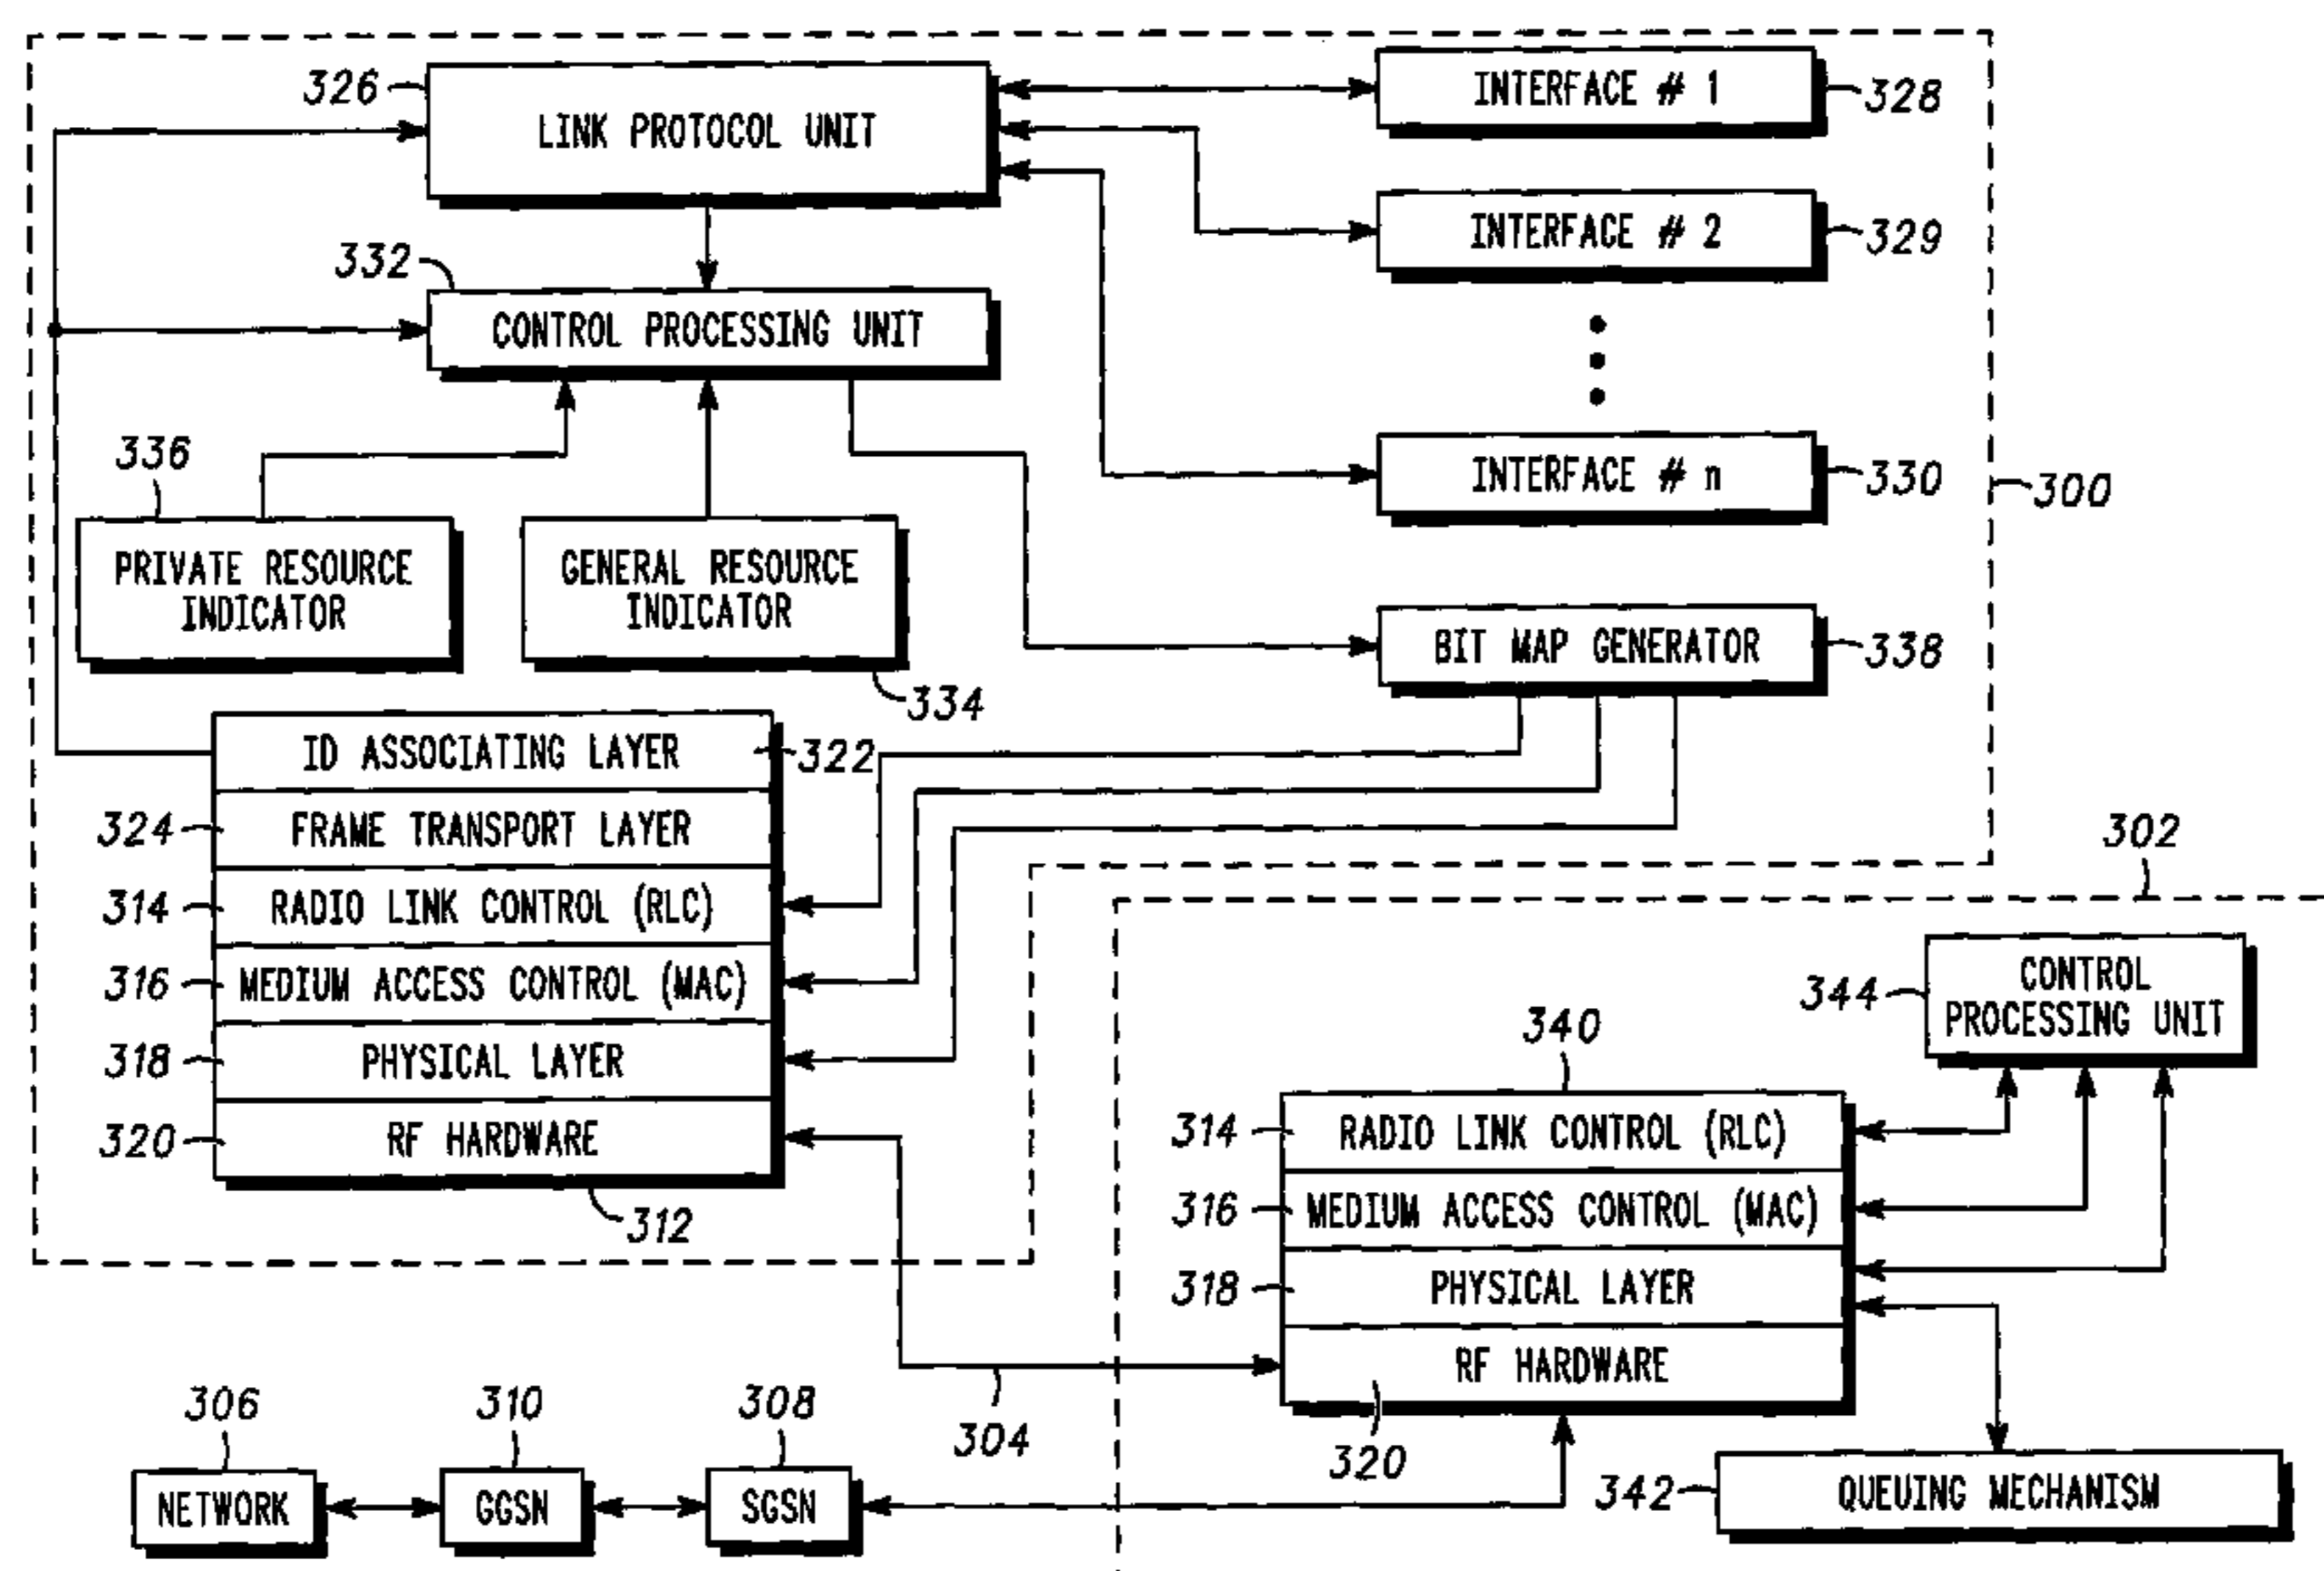 326
LINK PROTOCOL UNIT
INTERFACE # 1
328
INTERFACE # 2
329
332
CONTROL PROCESSING UNIT
INTERFACE # n
330
300
336
PRIVATE RESOURCE
INDICATOR
GENERAL RESOURCE
INDICATOR
334
BIT MAP GENERATOR
338
ID ASSOCIATING LAYER
322
324
FRAME TRANSPORT LAYER
314
RADIO LINK CONTROL (RLC)
316
MEDIUM ACCESS CONTROL (MAC)
318
PHYSICAL LAYER
320
RF HARDWARE
312
302
344
CONTROL
PROCESSING UNIT
340
314
RADIO LINK CONTROL (RLC)
316
MEDIUM ACCESS CONTROL (MAC)
318
PHYSICAL LAYER
RF HARDWARE
320
304
342
QUEUING MECHANISM
306
NETWORK
310
GGSN
308
SGSN